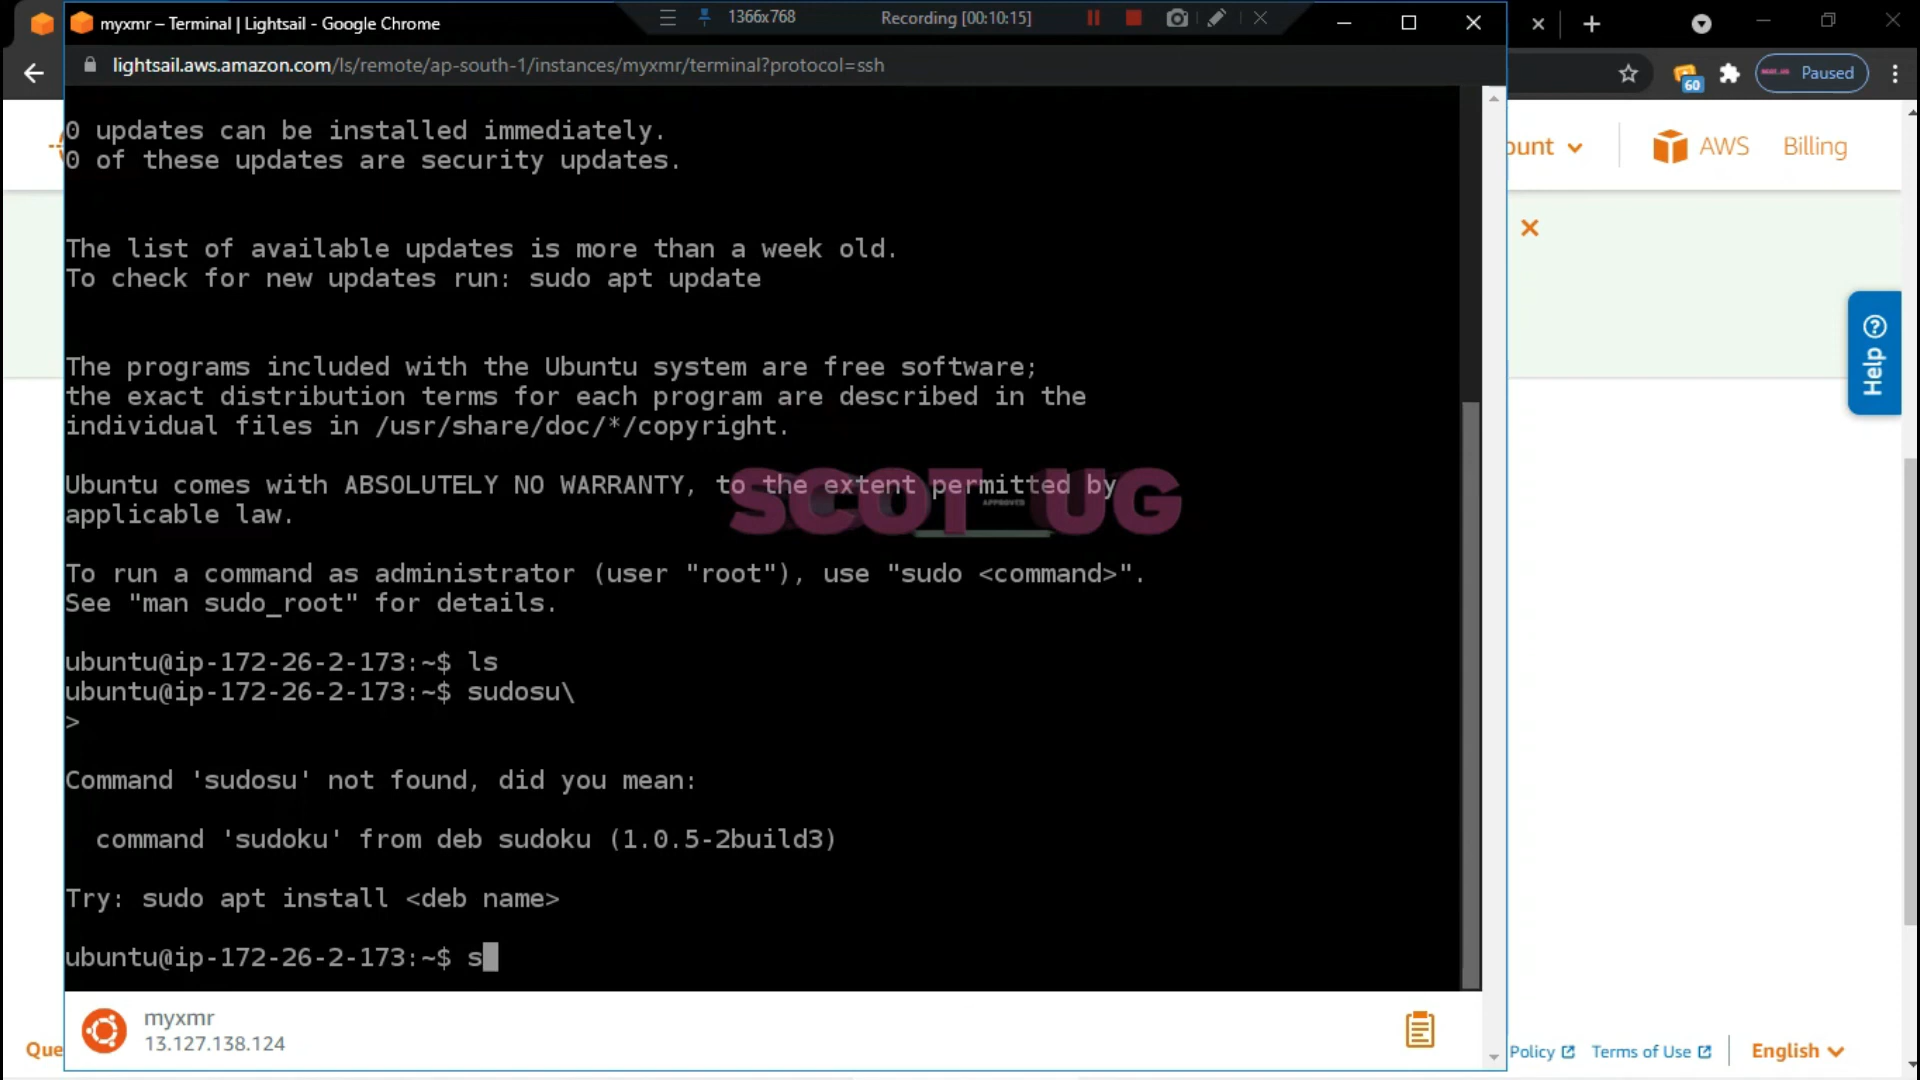 myxmr – Terminal | Lightsail - Google Chrome
1366x768
Recording [00:10:15]
lightsail.aws.amazon.com/ls/remote/ap-south-1/instances/myxmr/terminal?protocol=ssh
60
Paused
ount
AWS
Billing
0 updates can be installed immediately.
0 of these updates are security updates.
The list of available updates is more than a week old.
To check for new updates run: sudo apt update
Help
The programs included with the Ubuntu system are free software;
the exact distribution terms for each program are described in the
individual files in /usr/share/doc/*/copyright.
Ubuntu comes with ABSOLUTELY NO WARRANTY, to the extent permitted by
applicable law.
SCOT UG
APPROVED
To run a command as administrator (user "root"), use "sudo <command>".
See "man sudo_root" for details.
ubuntu@ip-172-26-2-173:~$ ls
ubuntu@ip-172-26-2-173:~$ sudosu\
>
Command 'sudosu' not found, did you mean:
command 'sudoku' from deb sudoku (1.0.5-2build3)
Try: sudo apt install <deb name>
ubuntu@ip-172-26-2-173:~$ s
myxmr
13.127.138.124
Que
Policy
Terms of Use
English